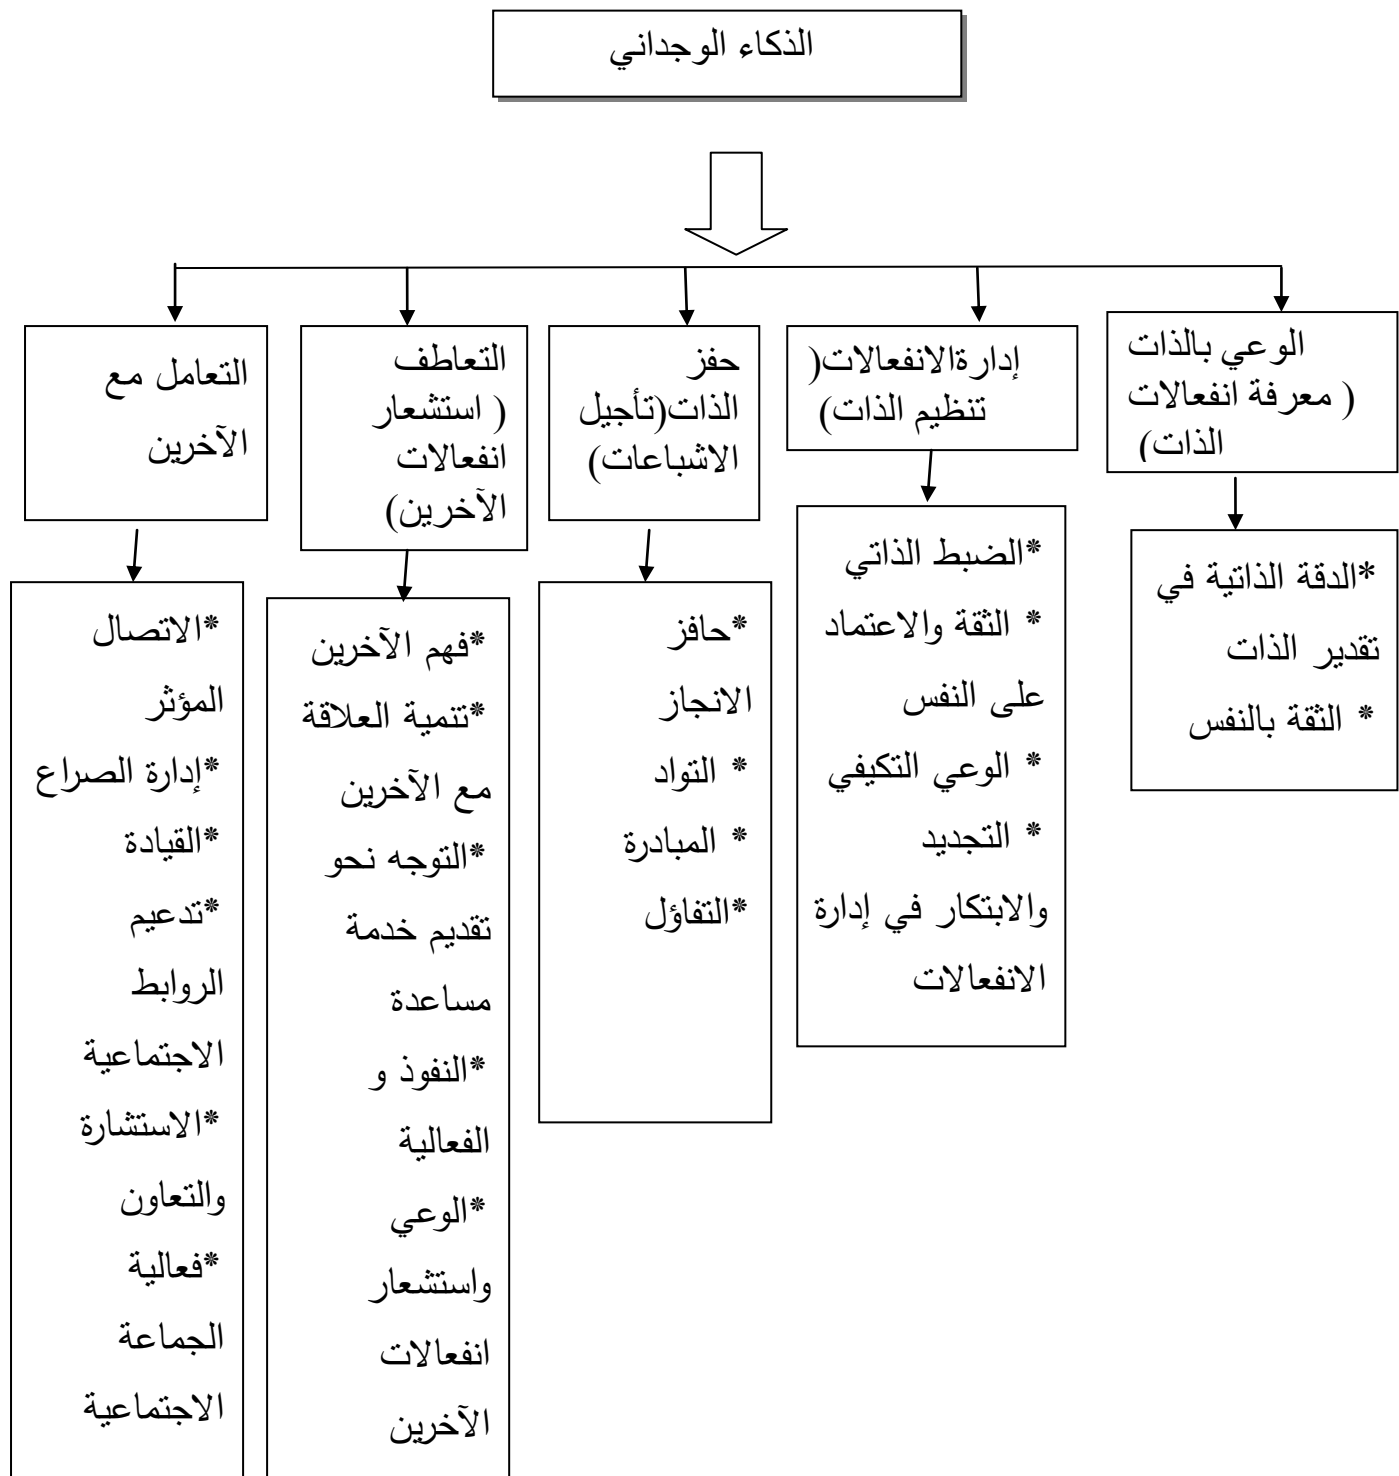 الذكاء الوجداني
الوعي بالذات
( معرفة انفعالات
الذات)
إدارةالانفعالات(
تنظيم الذات)
حفز
الذات(تأجيل
الاشباعات)
التعاطف
( استشعار
انفعالات
الآخرين)
التعامل مع
الآخرين
*الدقة الذاتية في
تقدير الذات
* الثقة بالنفس
*الضبط الذاتي
* الثقة والاعتماد
على النفس
* الوعي التكيفي
* التجديد
والابتكار في إدارة
الانفعالات
*حافز
الانجاز
* التواد
* المبادرة
*التفاؤل
*فهم الآخرين
*تنمية العلاقة
مع الآخرين
*التوجه نحو
تقديم خدمة
مساعدة
*النفوذ و
الفعالية
*الوعي
واستشعار
انفعالات
الآخرين
*الاتصال
المؤثر
*إدارة الصراع
*القيادة
*تدعيم
الروابط
الاجتماعية
*الاستشارة
والتعاون
*فعالية
الجماعة
الاجتماعية